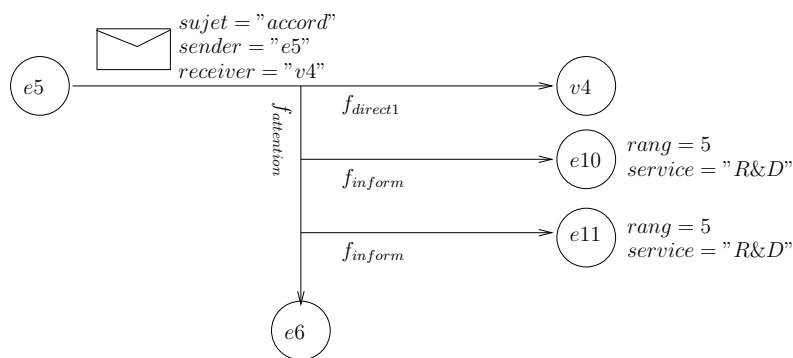 sujet = "accord"
sender = "e5"
receiver = "v4"
e5
v4
f_direct1
f_attention
e10
rang = 5
service = "R&D"
f_inform
e11
rang = 5
service = "R&D"
f_inform
e6